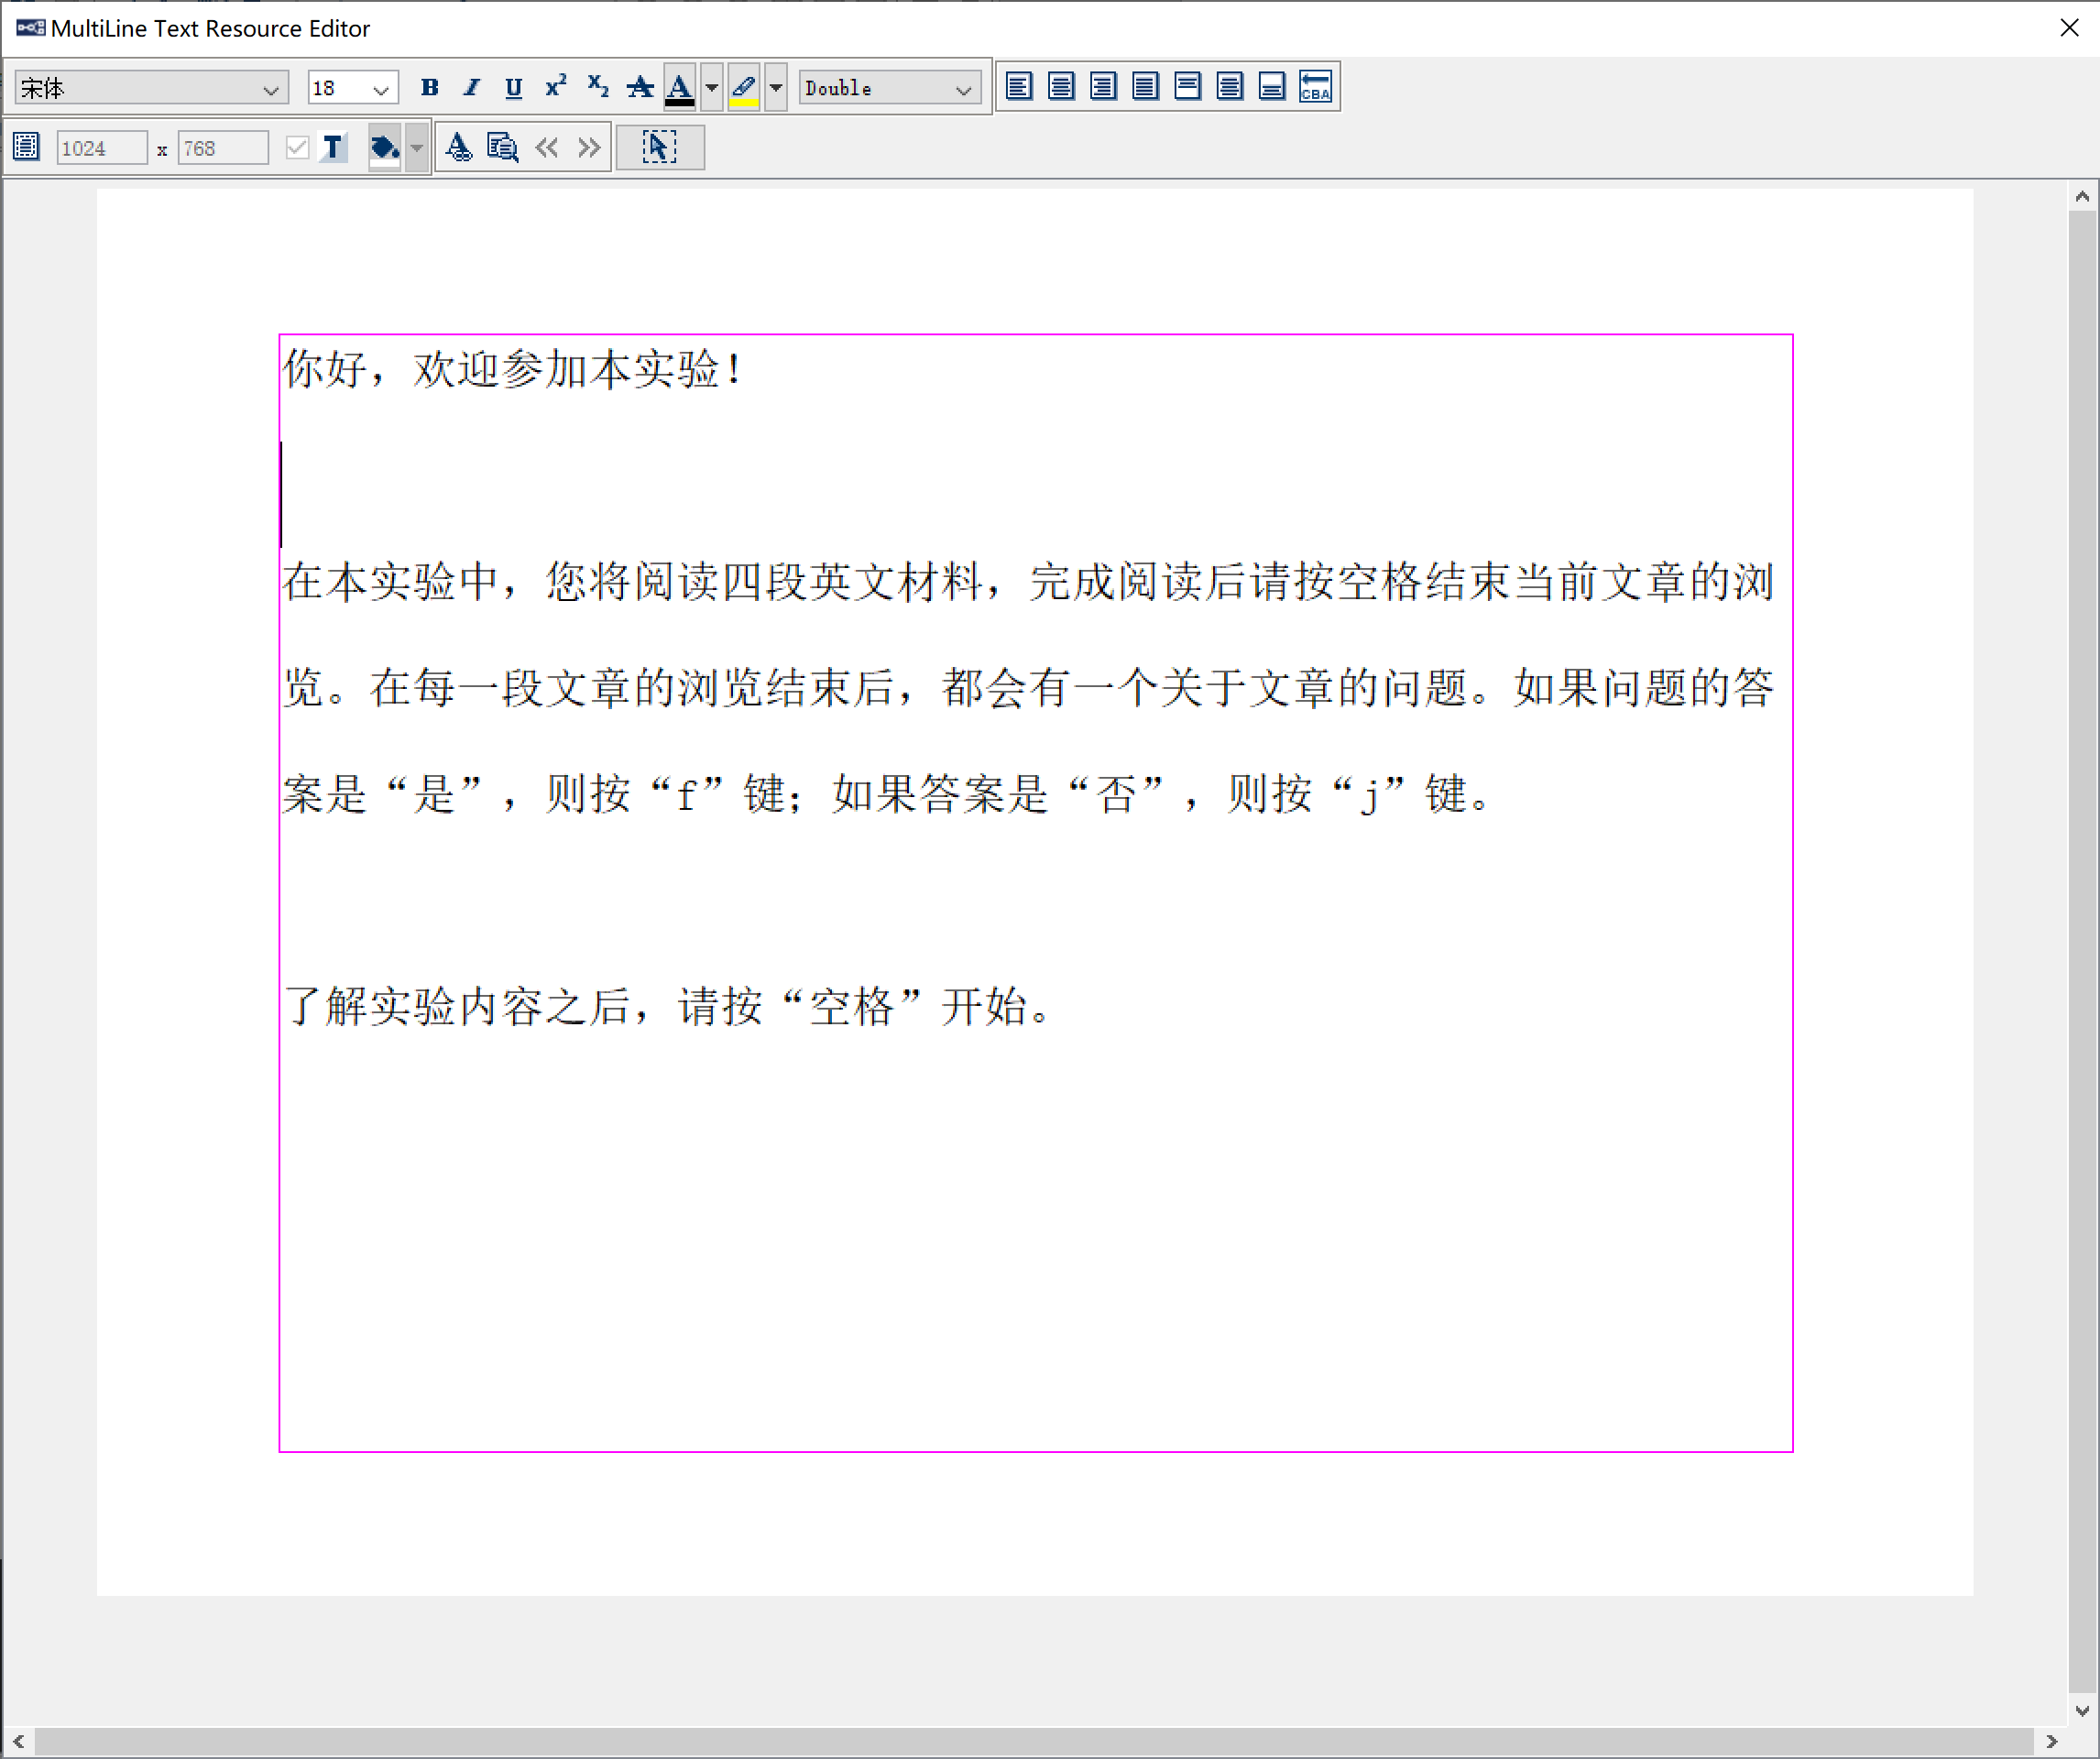 MultiLine Text Resource Editor
宋体 18 B I U x² X₂ A A Double CBA
1024 x 768 T A
你好，欢迎参加本实验！
在本实验中，您将阅读四段英文材料，完成阅读后请按空格结束当前文章的浏
览。在每一段文章的浏览结束后，都会有一个关于文章的问题。如果问题的答
案是“是”，则按“f”键；如果答案是“否”，则按“j”键。
了解实验内容之后，请按“空格”开始。